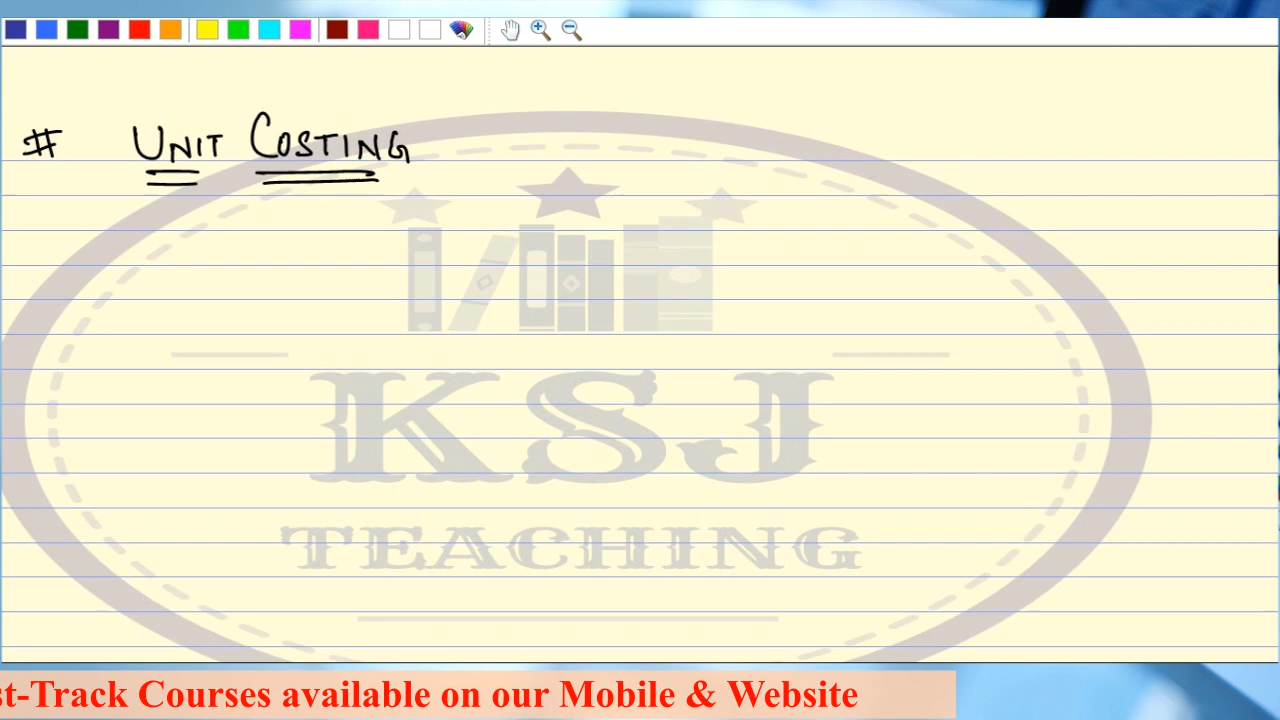 # UNIT COSTING
KSJ
TEACHING
st-Track Courses available on our Mobile & Website